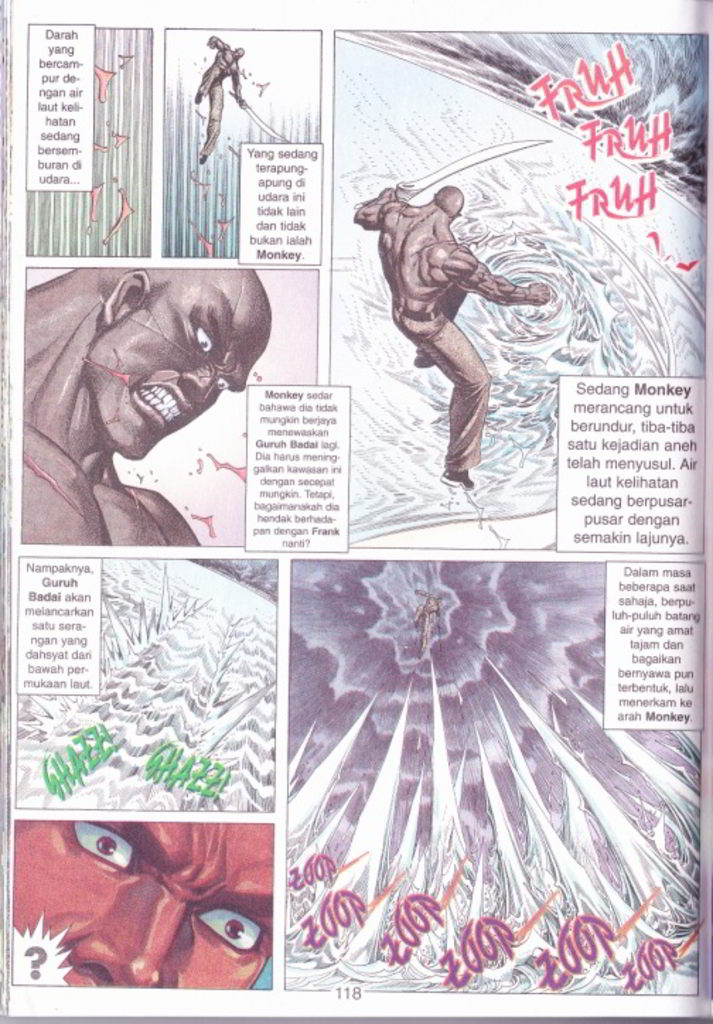 Darah
yang
bercam-
pur de-
ngan air
laut keli-
hatan
sedang
bersem-
buran di
udara...
Yang sedang
terapung-
apung di
udara ini
tidak lain
dan tidak
bukan ialah
Monkey.
FRUH
FRUH
FRUH
Monkey sedar
bahawa dia tidak
mungkin berjaya
menewaskan
Guruh Badai lagi.
Dia harus mening-
galkan kawasan ini
dengan secepat
mungkin. Tetapi,
bagaimanakah dia
hendak berhada-
pan dengan Frank
nanti?
Sedang Monkey
merancang untuk
berundur, tiba-tiba
satu kejadian aneh
telah menyusul. Air
laut kelihatan
sedang berpusar-
pusar dengan
semakin lajunya.
Nampaknya,
Guruh
Badai akan
melancarkan
satu sera-
ngan yang
dahsyat dari
bawah per-
mukaan laut.
GHAZZ!
GHAZZ!
Dalam masa
beberapa saat
sahaja, berpu-
luh-puluh batang
air yang amat
tajam dan
bagaikan
bernyawa pun
terbentuk, lalu
menerkam ke
arah Monkey.
ZOOP
ZOOP
ZOOP
ZOOP
ZOOP
ZOOP
?
118